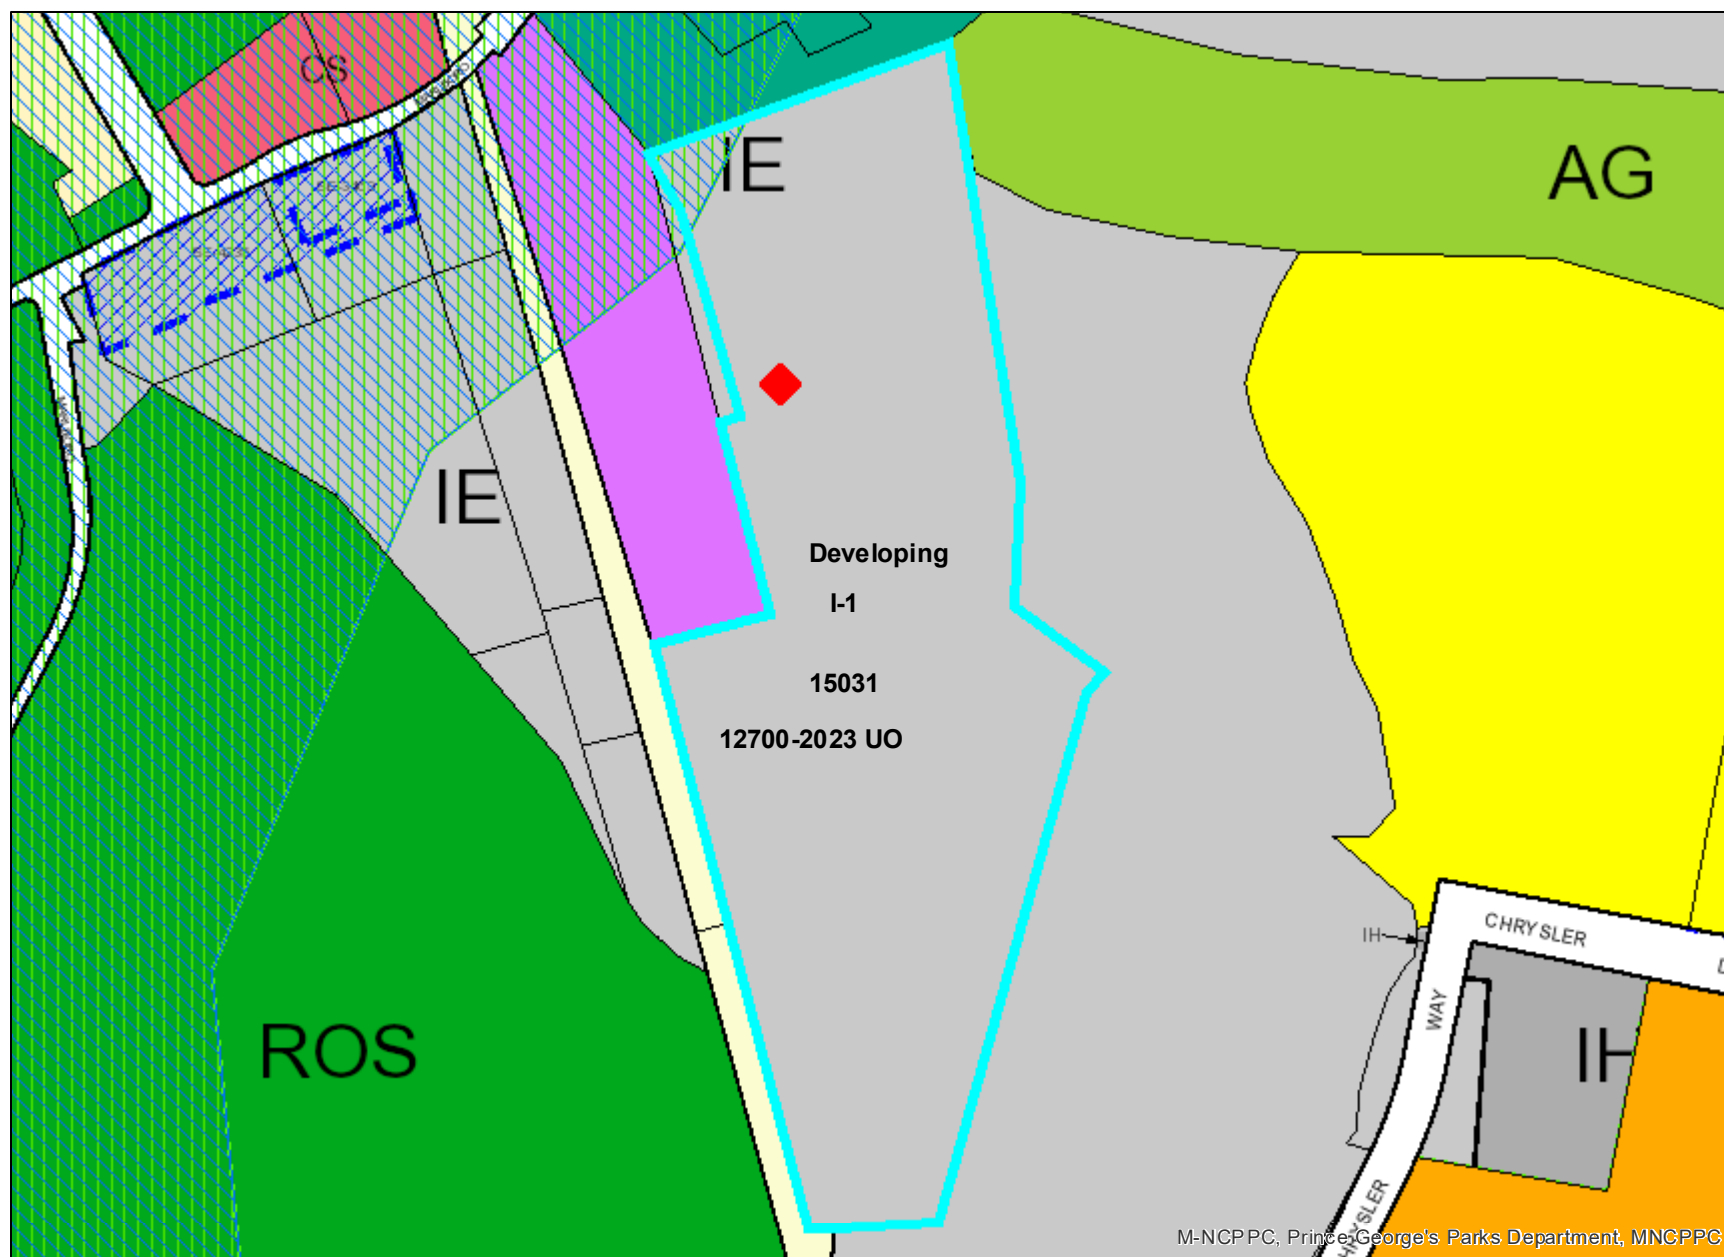 CS
IE
AG
IE
Developing
I-1
15031
12700-2023 UO
CHRYSLER
IH
WAY
ROS
IH
M-NCPPC, Prince George's Parks Department, MNCPPC